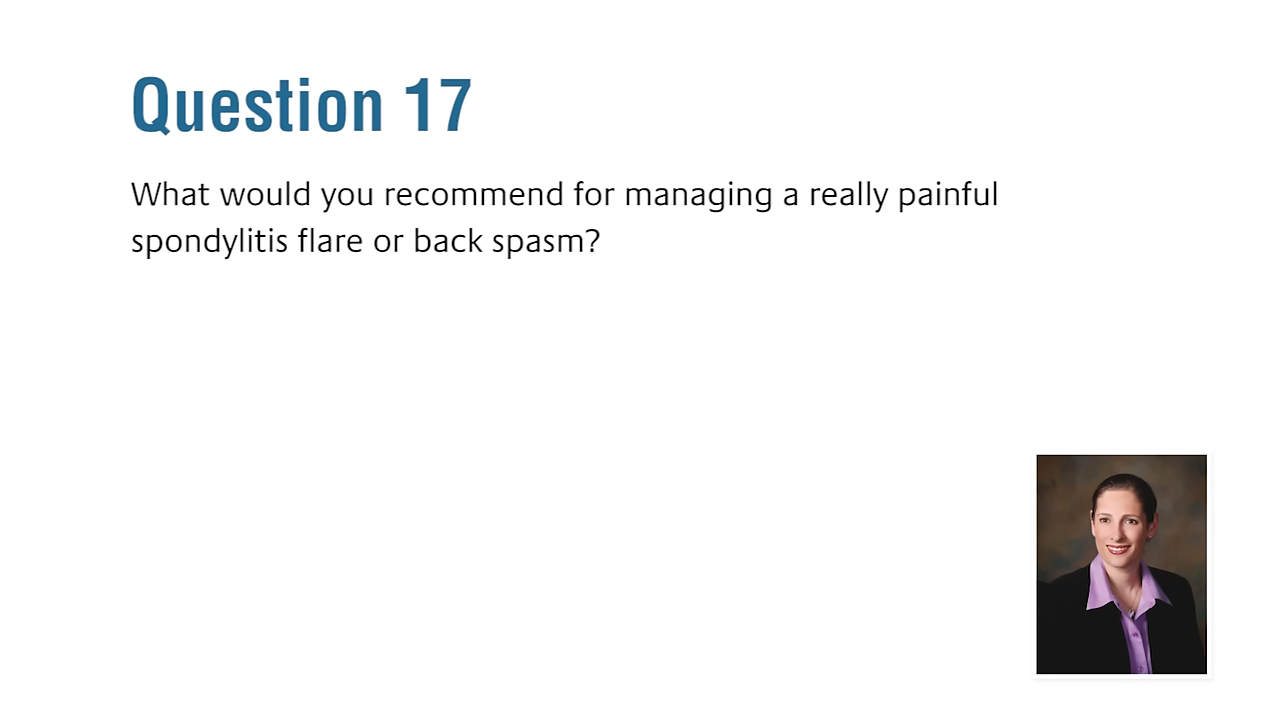 Question 17
What would you recommend for managing a really painful
spondylitis flare or back spasm?